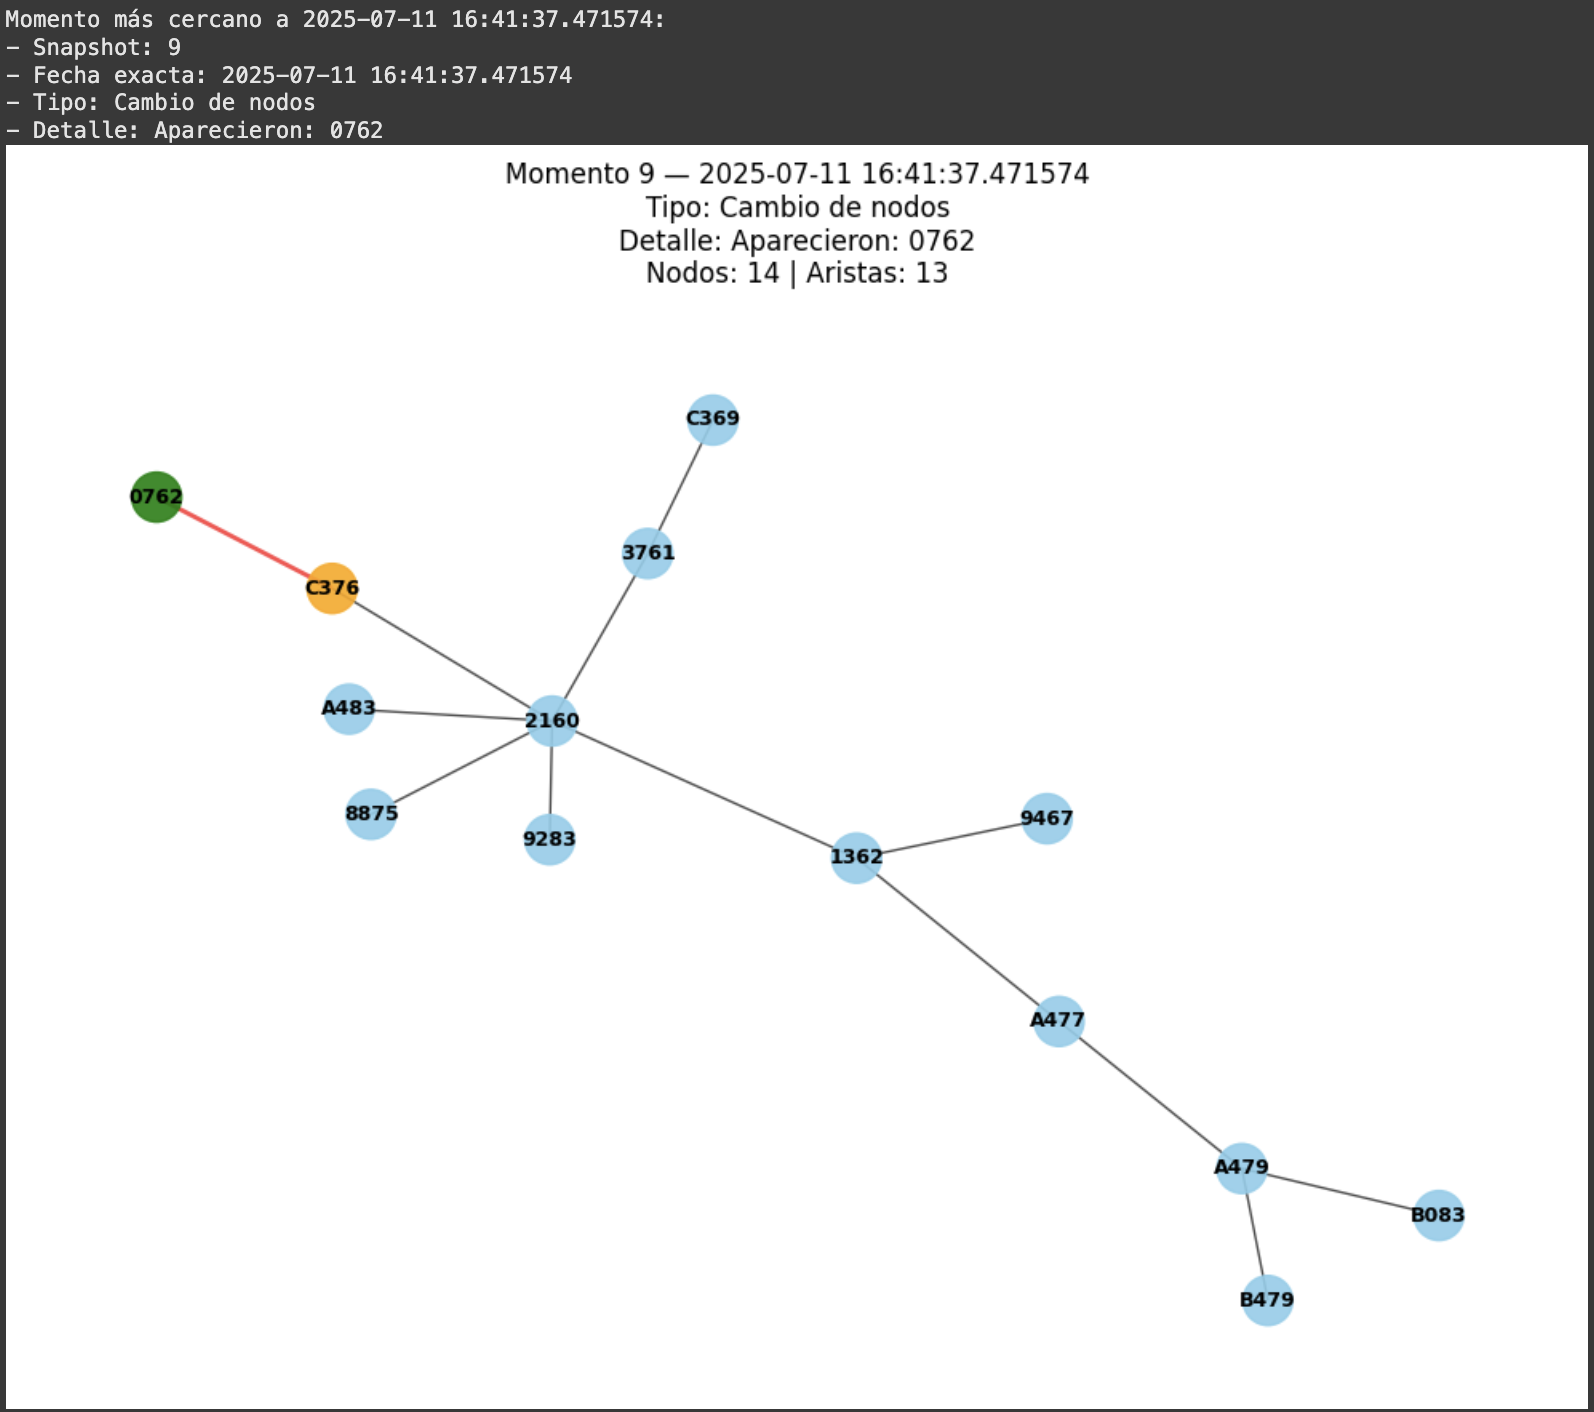 Momento más cercano a 2025-07-11 16:41:37.471574:
- Snapshot: 9
- Fecha exacta: 2025-07-11 16:41:37.471574
- Tipo: Cambio de nodos
- Detalle: Aparecieron: 0762
Momento 9 — 2025-07-11 16:41:37.471574
Tipo: Cambio de nodos
Detalle: Aparecieron: 0762
Nodos: 14 | Aristas: 13
C369
0762
3761
C376
A483
2160
8875
9283
9467
1362
A477
A479
B083
B479